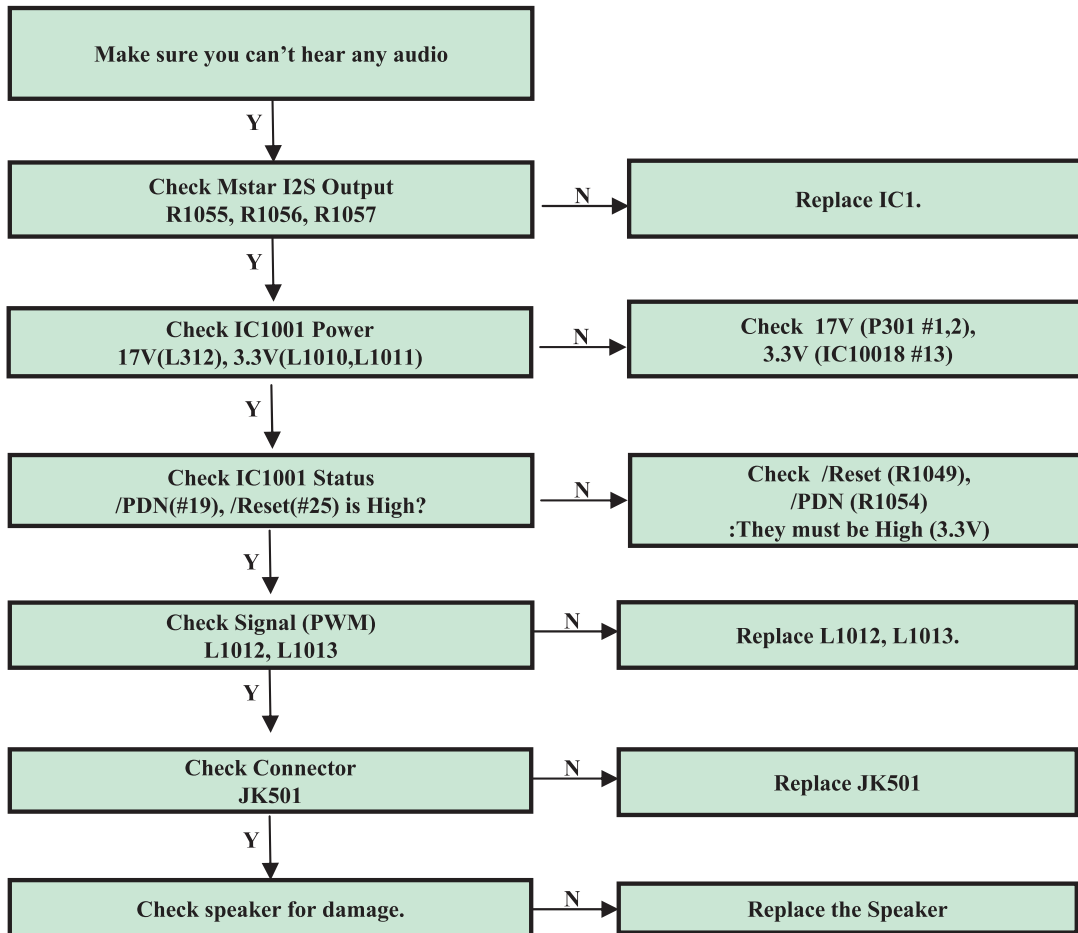 Make sure you can’t hear any audio
Y
Check Mstar I2S Output
R1055, R1056, R1057
N
Replace IC1.
Y
Check IC1001 Power
17V(L312), 3.3V(L1010,L1011)
N
Check  17V (P301 #1,2),
3.3V (IC10018 #13)
Y
Check IC1001 Status
/PDN(#19), /Reset(#25) is High?
N
Check  /Reset (R1049),
/PDN (R1054)
:They must be High (3.3V)
Y
Check Signal (PWM)
L1012, L1013
N
Replace L1012, L1013.
Y
Check Connector
JK501
N
Replace JK501
Y
Check speaker for damage.
N
Replace the Speaker